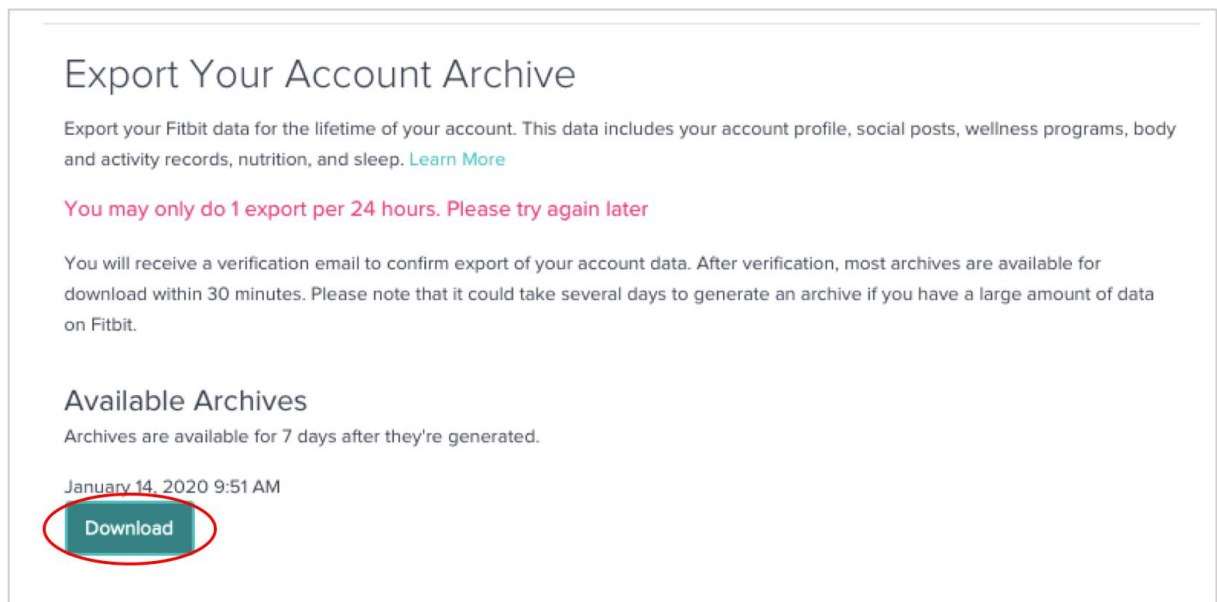 Export Your Account Archive
Export your Fitbit data for the lifetime of your account. This data includes your account profile, social posts, wellness programs, body
and activity records, nutrition, and sleep. Learn More
You may only do 1 export per 24 hours. Please try again later
You will receive a verification email to confirm export of your account data. After verification, most archives are available for
download within 30 minutes. Please note that it could take several days to generate an archive if you have a large amount of data
on Fitbit.
Available Archives
Archives are available for 7 days after they're generated.
January 14, 2020 9:51 AM
Download